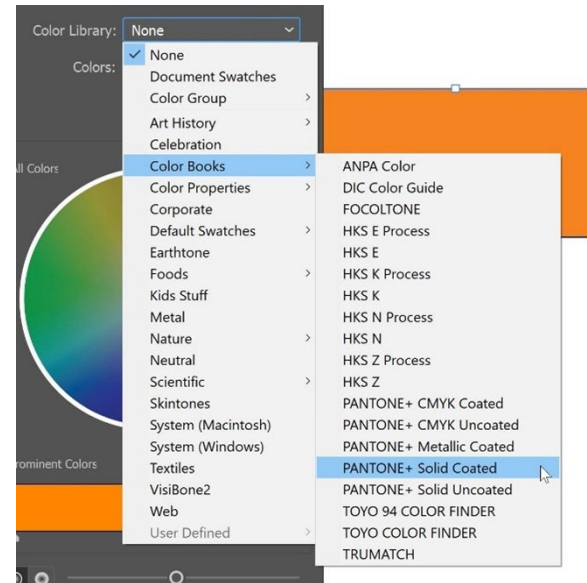 Color Library: None
Colors:
None
Document Swatches
Color Group
Art History
Celebration
Color Books
Color Properties
Corporate
Default Swatches
Earthtone
Foods
Kids Stuff
Metal
Nature
Neutral
Scientific
Skintones
System (Macintosh)
System (Windows)
Textiles
VisiBone2
Web
User Defined
ANPA Color
DIC Color Guide
FOCOLTONE
HKS E Process
HKS E
HKS K Process
HKS K
HKS N Process
HKS N
HKS Z Process
HKS Z
PANTONE+ CMYK Coated
PANTONE+ CMYK Uncoated
PANTONE+ Metallic Coated
PANTONE+ Solid Coated
PANTONE+ Solid Uncoated
TOYO 94 COLOR FINDER
TOYO COLOR FINDER
TRUMATCH
ll Colors
rominent Colors